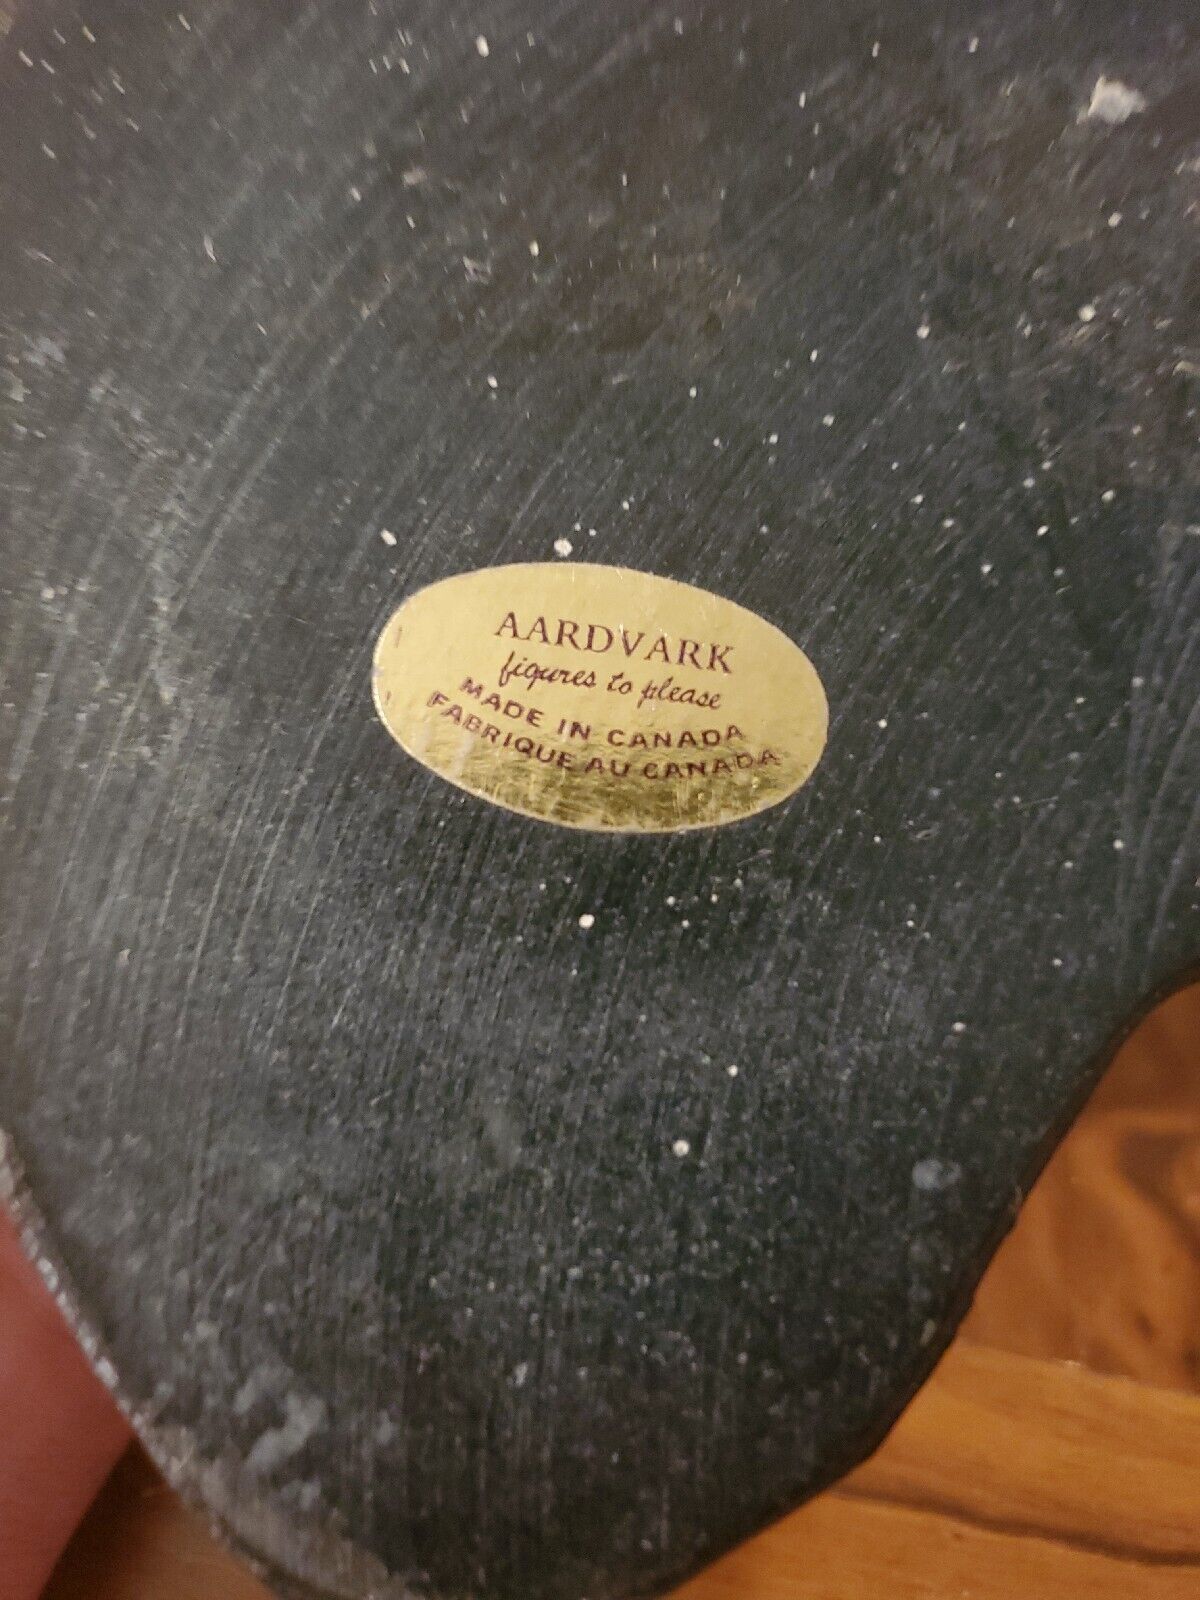 AARDVARK
figures to please
MADE IN CANADA
FABRIQUE AU CANADA